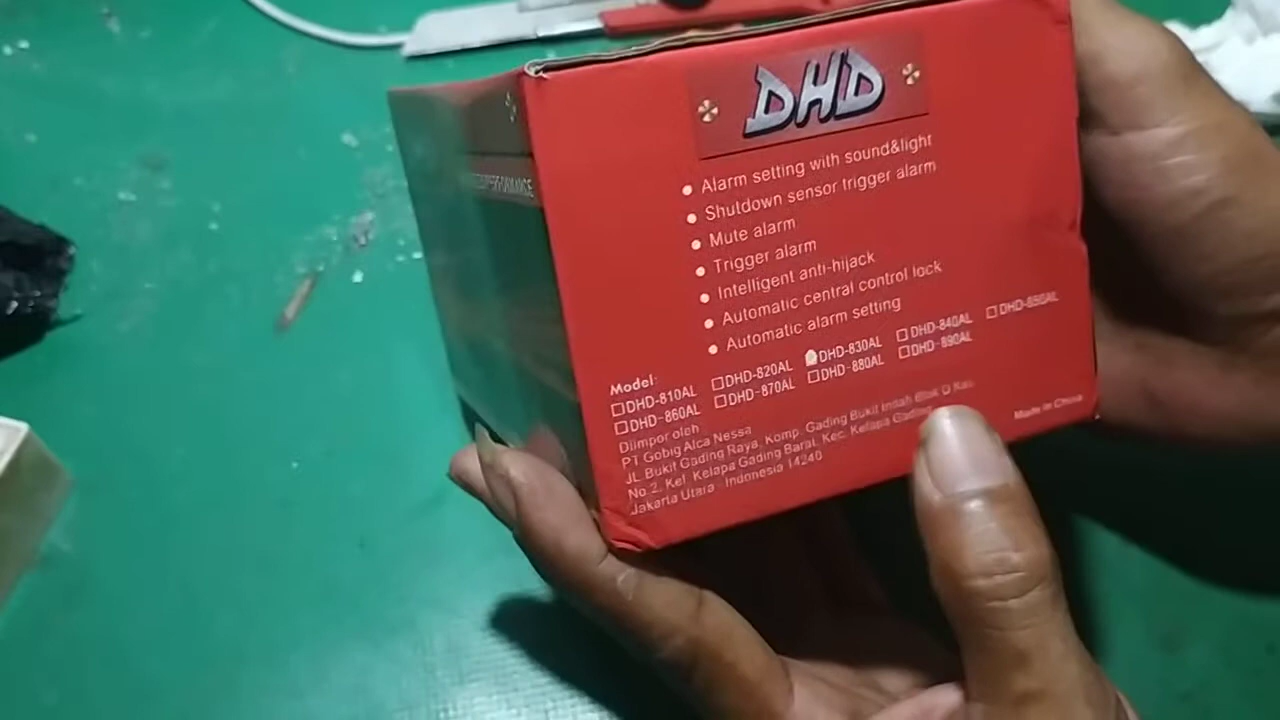 DHD
PERFORMANCE
Alarm setting with sound&light
Shutdown sensor trigger alarm
Mute alarm
Trigger alarm
Intelligent anti-hijack
Automatic central control lock
Automatic alarm setting
Model:
DHD-810AL DHD-820AL DHD-830AL DHD-840AL DHD-850AL
DHD-860AL DHD-870AL DHD-880AL DHD-890AL
Diimpor oleh
PT Gobig Alca Nessa
JL. Bukit Gading Raya, Komp. Gading Bukit Indah Blok O Kav
No 2, Kel. Kelapa Gading Barat, Kec. Kelapa Gading
Jakarta Utara - Indonesia 14240
Made in China